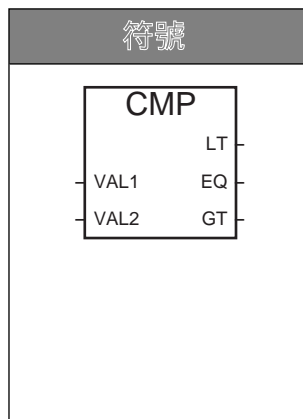 符號
CMP
LT
VAL1 EQ
VAL2 GT